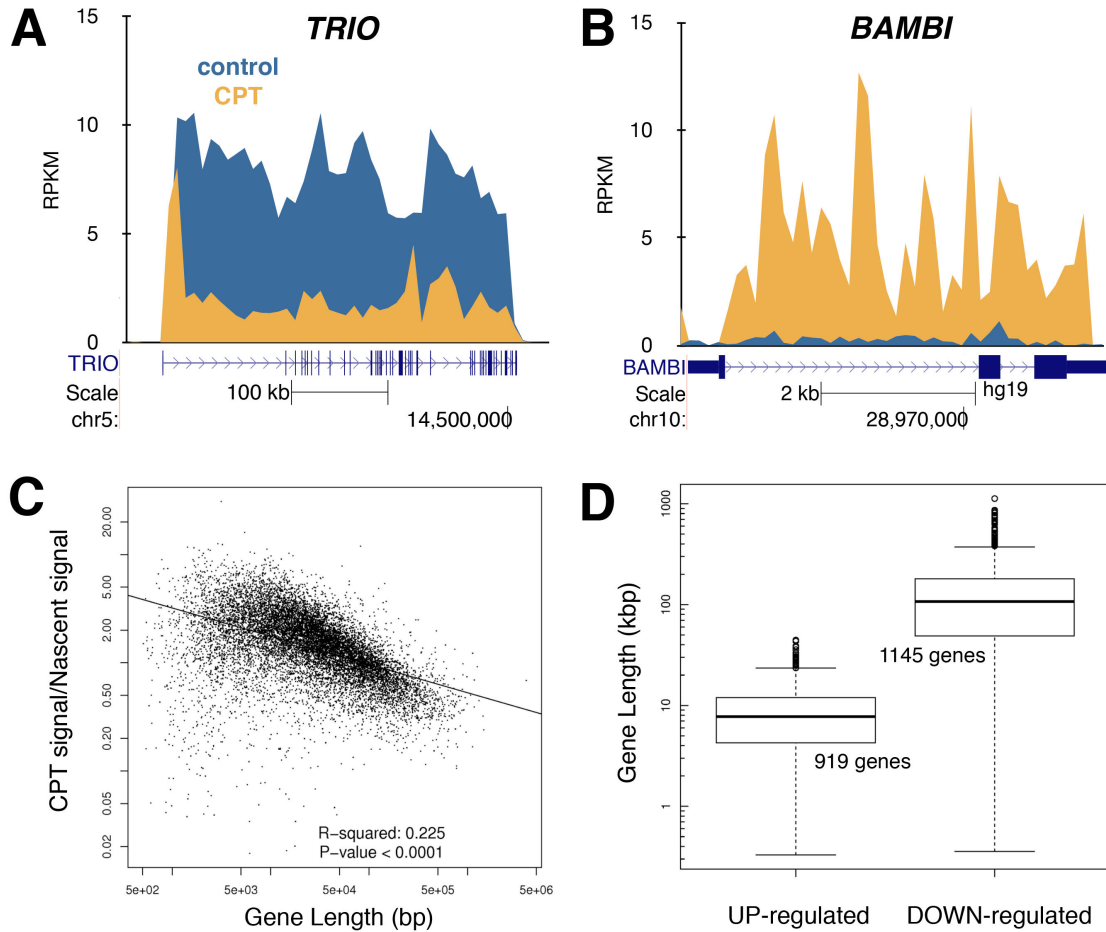 A
TRIO
15
control
CPT
10
RPKM
5
0
TRIO
Scale
100 kb
chr5:
14,500,000
B
BAMBI
15
10
RPKM
5
0
BAMBI
Scale
2 kb
hg19
chr10:
28,970,000
C
CPT signal/Nascent signal
20.00
5.00
2.00
0.50
0.20
0.05
0.02
R-squared: 0.225
P-value < 0.0001
5e+02
5e+03
5e+04
5e+05
5e+06
Gene Length (bp)
D
Gene Length (kbp)
1000
100
10
1
1145 genes
919 genes
UP-regulated
DOWN-regulated